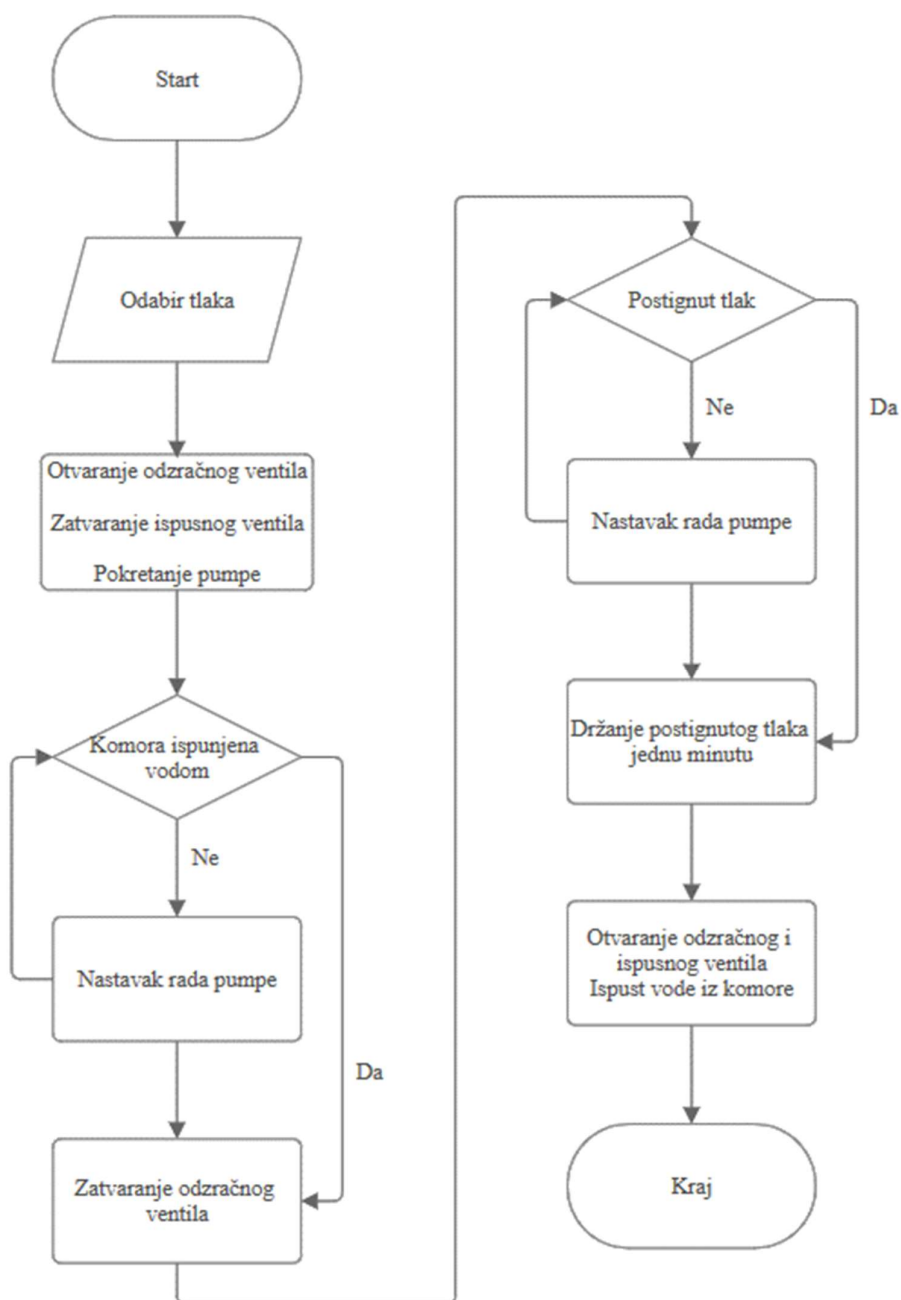 Start
Odabir tlaka
Otvaranje odzračnog ventila
Zatvaranje ispusnog ventila
Pokretanje pumpe
Komora ispunjena
vodom
Ne
Nastavak rada pumpe
Da
Zatvaranje odzračnog
ventila
Postignut tlak
Ne
Da
Nastavak rada pumpe
Držanje postignutog tlaka
jednu minutu
Otvaranje odzračnog i
ispusnog ventila
Ispust vode iz komore
Kraj